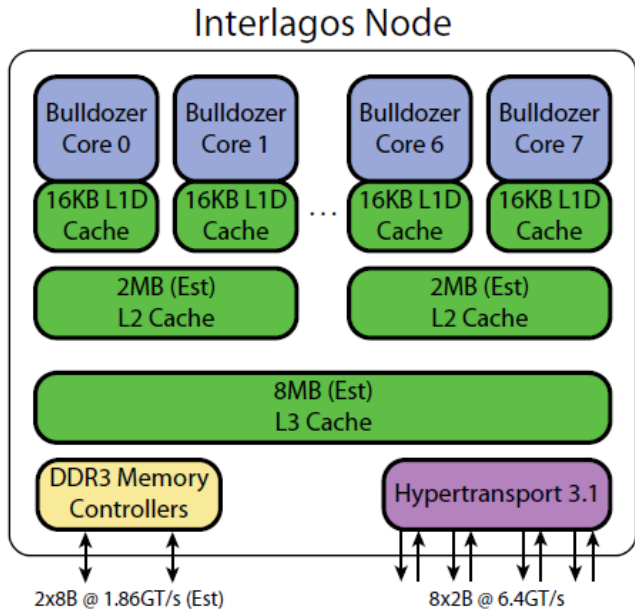 Interlagos Node
Bulldozer
Core 0
Bulldozer
Core 1
Bulldozer
Core 6
Bulldozer
Core 7
16KB L1D
Cache
16KB L1D
Cache
...
16KB L1D
Cache
16KB L1D
Cache
2MB (Est)
L2 Cache
2MB (Est)
L2 Cache
8MB (Est)
L3 Cache
DDR3 Memory
Controllers
Hypertransport 3.1
2x8B @ 1.86GT/s (Est)
8x2B @ 6.4GT/s